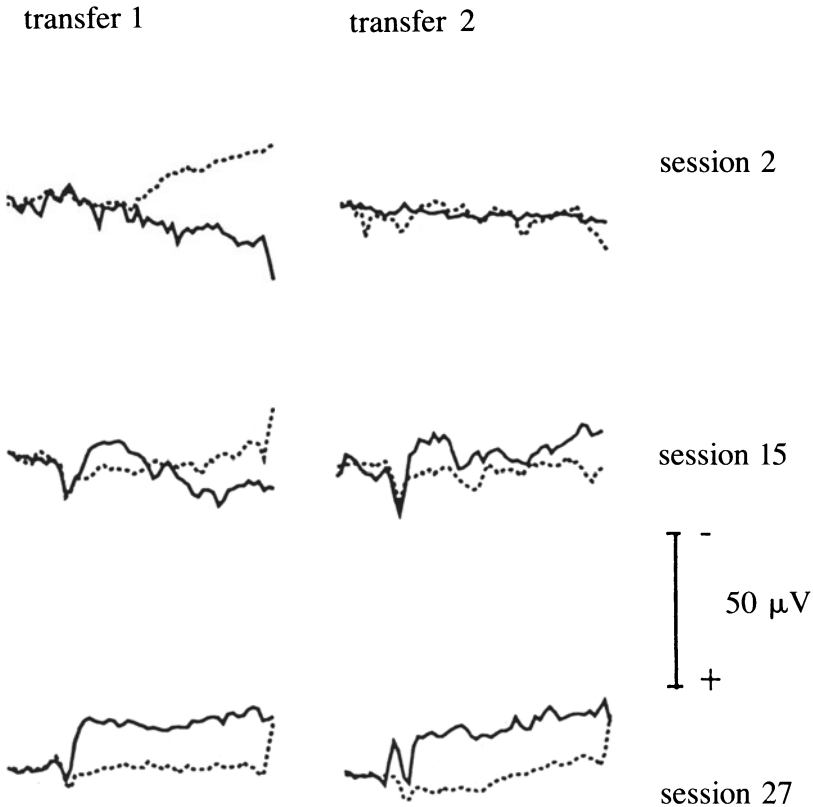 transfer 1
transfer 2
session 2
session 15
-
50 μV
+
session 27